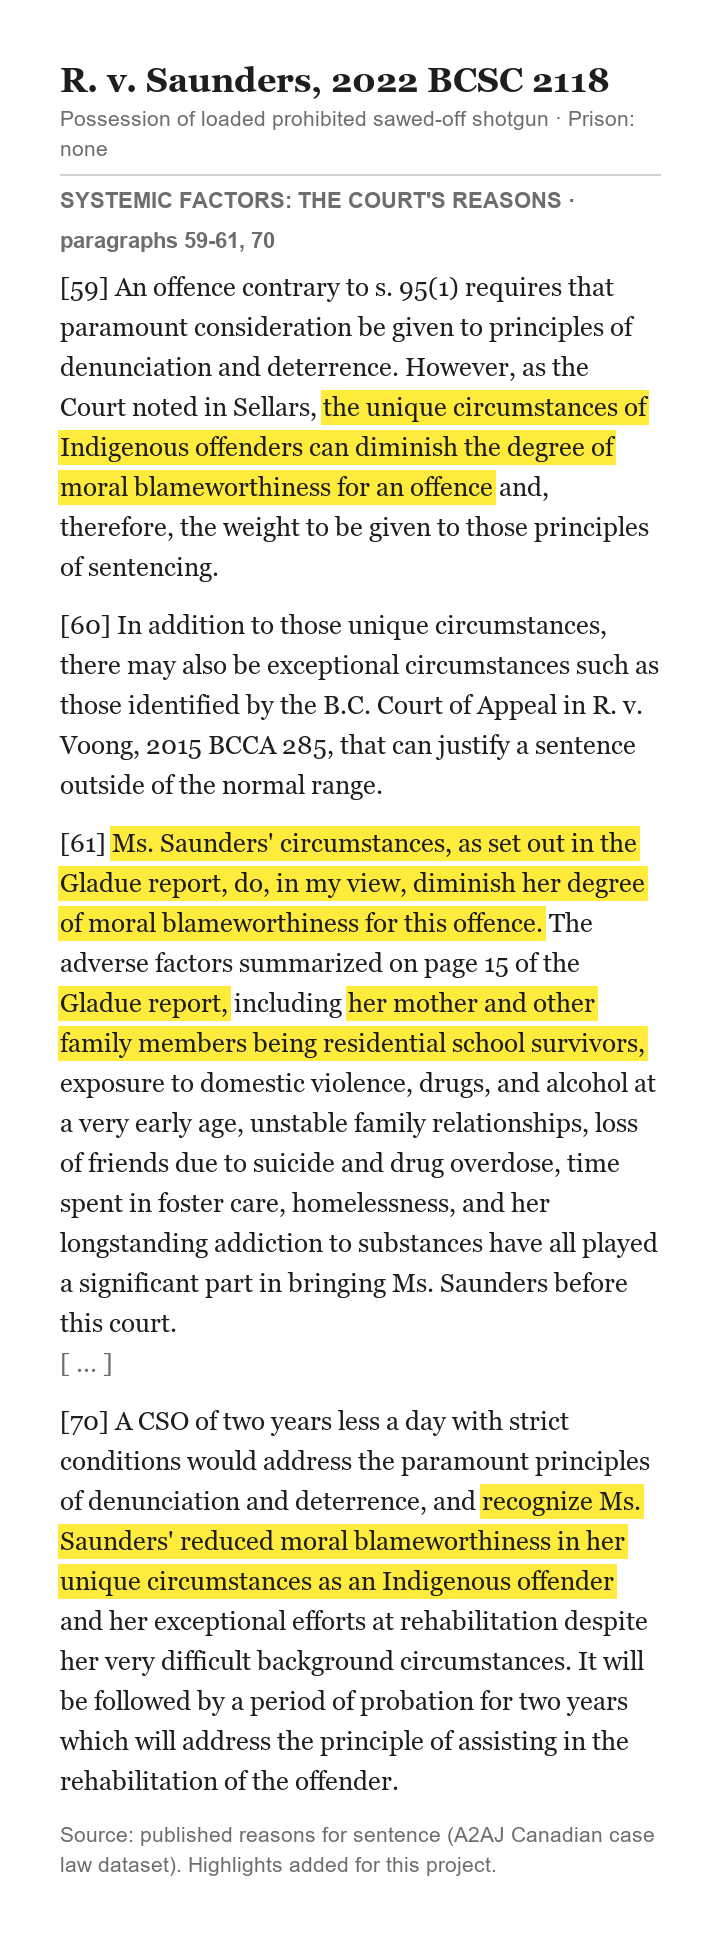 R. v. Saunders, 2022 BCSC 2118
Possession of loaded prohibited sawed-off shotgun · Prison:
none
SYSTEMIC FACTORS: THE COURT'S REASONS ·
paragraphs 59-61, 70
[59] An offence contrary to s. 95(1) requires that
paramount consideration be given to principles of
denunciation and deterrence. However, as the
Court noted in Sellars, the unique circumstances of
Indigenous offenders can diminish the degree of
moral blameworthiness for an offence and,
therefore, the weight to be given to those principles
of sentencing.
[60] In addition to those unique circumstances,
there may also be exceptional circumstances such as
those identified by the B.C. Court of Appeal in R. v.
Voong, 2015 BCCA 285, that can justify a sentence
outside of the normal range.
[61] Ms. Saunders' circumstances, as set out in the
Gladue report, do, in my view, diminish her degree
of moral blameworthiness for this offence. The
adverse factors summarized on page 15 of the
Gladue report, including her mother and other
family members being residential school survivors,
exposure to domestic violence, drugs, and alcohol at
a very early age, unstable family relationships, loss
of friends due to suicide and drug overdose, time
spent in foster care, homelessness, and her
longstanding addiction to substances have all played
a significant part in bringing Ms. Saunders before
this court.
[ ... ]
[70] A CSO of two years less a day with strict
conditions would address the paramount principles
of denunciation and deterrence, and recognize Ms.
Saunders' reduced moral blameworthiness in her
unique circumstances as an Indigenous offender
and her exceptional efforts at rehabilitation despite
her very difficult background circumstances. It will
be followed by a period of probation for two years
which will address the principle of assisting in the
rehabilitation of the offender.
Source: published reasons for sentence (A2AJ Canadian case
law dataset). Highlights added for this project.